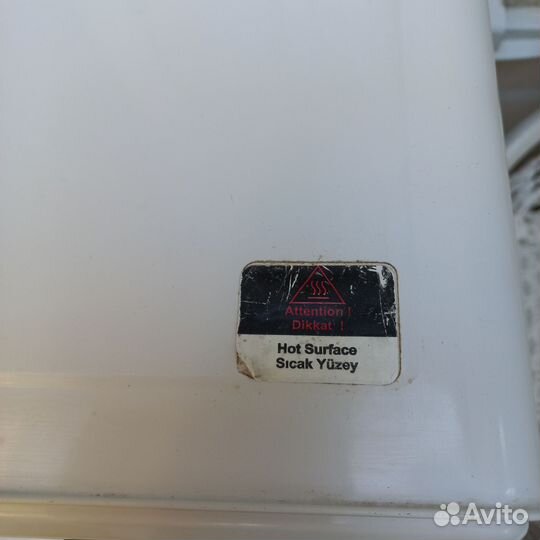 Attention !
Dikkat !
Hot Surface
Sıcak Yüzey
Avito